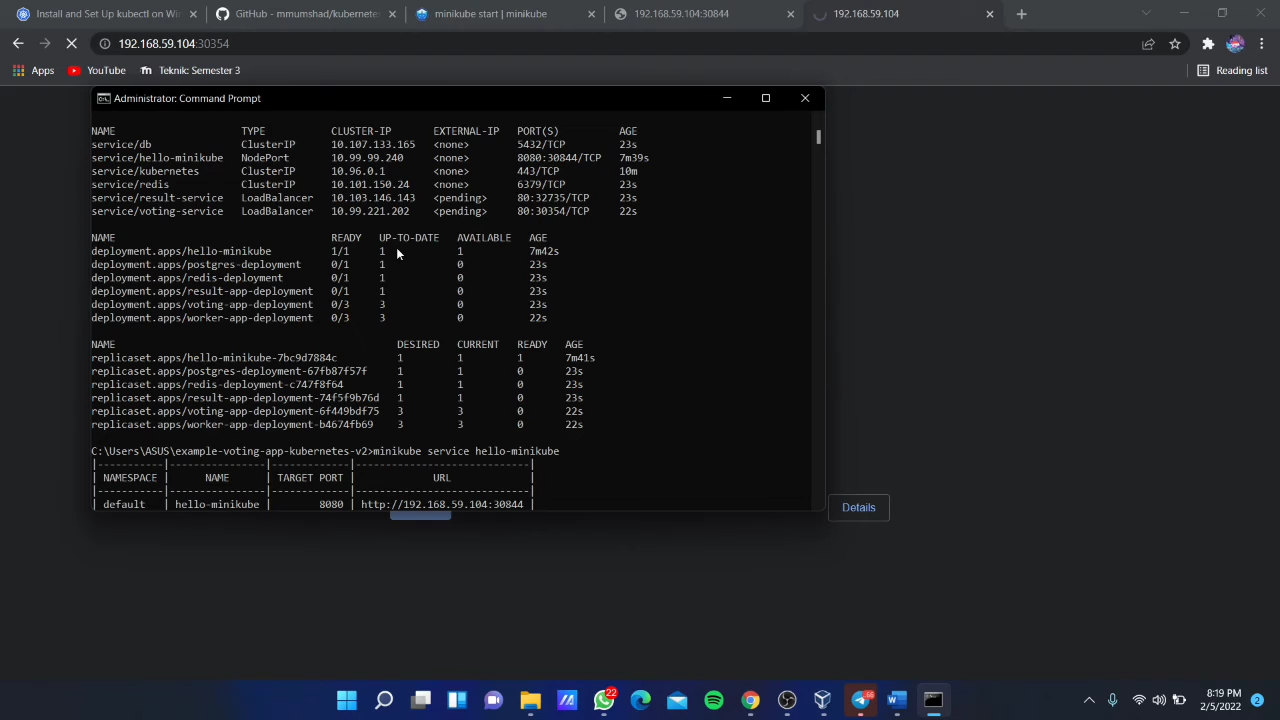 Install and Set Up kubectl on Wi
GitHub - mmumshad/kubernete
minikube start | minikube
192.168.59.104:30844
192.168.59.104
192.168.59.104:30354
Apps
YouTube
Teknik: Semester 3
Reading list
Administrator: Command Prompt
NAME TYPE CLUSTER-IP EXTERNAL-IP PORT(S) AGE
service/db ClusterIP 10.107.133.165 <none> 5432/TCP 23s
service/hello-minikube NodePort 10.99.99.240 <none> 8080:30844/TCP 7m39s
service/kubernetes ClusterIP 10.96.0.1 <none> 443/TCP 10m
service/redis ClusterIP 10.101.150.24 <none> 6379/TCP 23s
service/result-service LoadBalancer 10.103.146.143 <pending> 80:32735/TCP 23s
service/voting-service LoadBalancer 10.99.221.202 <pending> 80:30354/TCP 22s
NAME READY UP-TO-DATE AVAILABLE AGE
deployment.apps/hello-minikube 1/1 1 1 7m42s
deployment.apps/postgres-deployment 0/1 1 0 23s
deployment.apps/redis-deployment 0/1 1 0 23s
deployment.apps/result-app-deployment 0/1 1 0 23s
deployment.apps/voting-app-deployment 0/3 3 0 23s
deployment.apps/worker-app-deployment 0/3 3 0 22s
NAME DESIRED CURRENT READY AGE
replicaset.apps/hello-minikube-7bc9d7884c 1 1 1 7m41s
replicaset.apps/postgres-deployment-67fb87f57f 1 1 0 23s
replicaset.apps/redis-deployment-c747f8f64 1 1 0 23s
replicaset.apps/result-app-deployment-74f5f9b76d 1 1 0 23s
replicaset.apps/voting-app-deployment-6f449bdf75 3 3 0 22s
replicaset.apps/worker-app-deployment-b4674fb69 3 3 0 22s
C:\Users\ASUS\example-voting-app-kubernetes-v2>minikube service hello-minikube
|-----------|----------------|-------------|-----------------------------|
| NAMESPACE | NAME | TARGET PORT | URL |
|-----------|----------------|-------------|-----------------------------|
| default | hello-minikube | 8080 | http://192.168.59.104:30844 |
Details
22
46
8:19 PM
2/5/2022
2